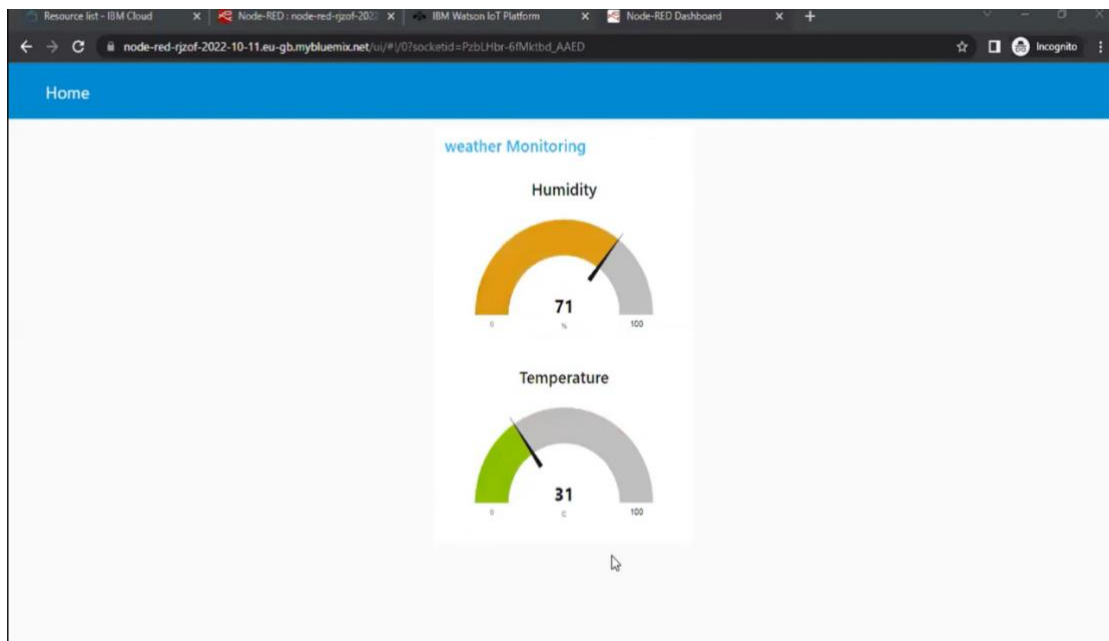 Resource list - IBM Cloud
Node-RED : node-red-rjzof-202
IBM Watson IoT Platform
Node-RED Dashboard
node-red-rjzof-2022-10-11.eu-gb.mybluemix.net/ui/#!/0?socketid=PzbLHbr-6fMktbd_AAED
Incognito
Home
weather Monitoring
Humidity
71
%
0
100
Temperature
31
C
0
100